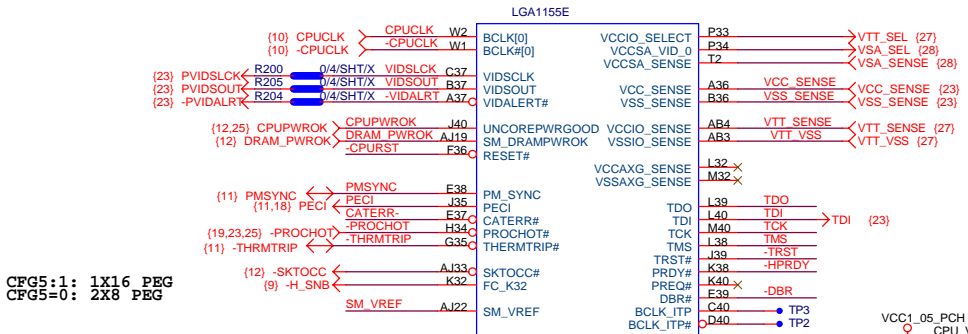 LGA1155E
{10} CPUCLK CPUCLK W2 BCLK[0] VCCIO_SELECT P33 VTT_SEL {27}
{10} -CPUCLK -CPUCLK W1 BCLK#[0] VCCSA_VID_0 P34 VSA_SEL {28}
VCCSA_SENSE T2 VSA_SENSE {28}
{23} PVIDSLCK R200 0/4/SHT/X VIDSLCK C37 VIDSCLK
{23} PVIDSOUT R205 0/4/SHT/X VIDSOUT B37 VIDSOUT VCC_SENSE A36 VCC_SENSE VCC_SENSE {23}
{23} -PVIDALRT R204 0/4/SHT/X -VIDALRT A37 VIDALERT# VSS_SENSE B36 VSS_SENSE VSS_SENSE {23}
{12,25} CPUPWROK CPUPWROK J40 UNCOREPWRGOOD VCCIO_SENSE AB4 VTT_SENSE VTT_SENSE {27}
{12} DRAM_PWROK DRAM_PWROK AJ19 SM_DRAMPWROK VSSIO_SENSE AB3 VTT_VSS VTT_VSS {27}
-CPURST F36 RESET#
VCCAXG_SENSE L32
VSSAXG_SENSE M32
{11} PMSYNC PMSYNC E38 PM_SYNC
{11,18} PECI PECI J35 PECI TDO L39 TDO
CATERR- E37 CATERR# TDI L40 TDI TDI {23}
{19,23,25} -PROCHOT -PROCHOT H34 PROCHOT# TCK M40 TCK
{11} -THRMTRIP -THRMTRIP G35 THERMTRIP# TMS L38 TMS
TRST# J39 -TRST
{12} -SKTOCC AJ33 SKTOCC# PRDY# K38 -HPRDY
{9} -H_SNB K32 FC_K32 PREQ# K40
DBR# E39 -DBR
SM_VREF AJ22 SM_VREF BCLK_ITP C40 TP3
BCLK_ITP# D40 TP2
CFG5:1: 1X16 PEG
CFG5=0: 2X8 PEG
VCC1_05_PCH